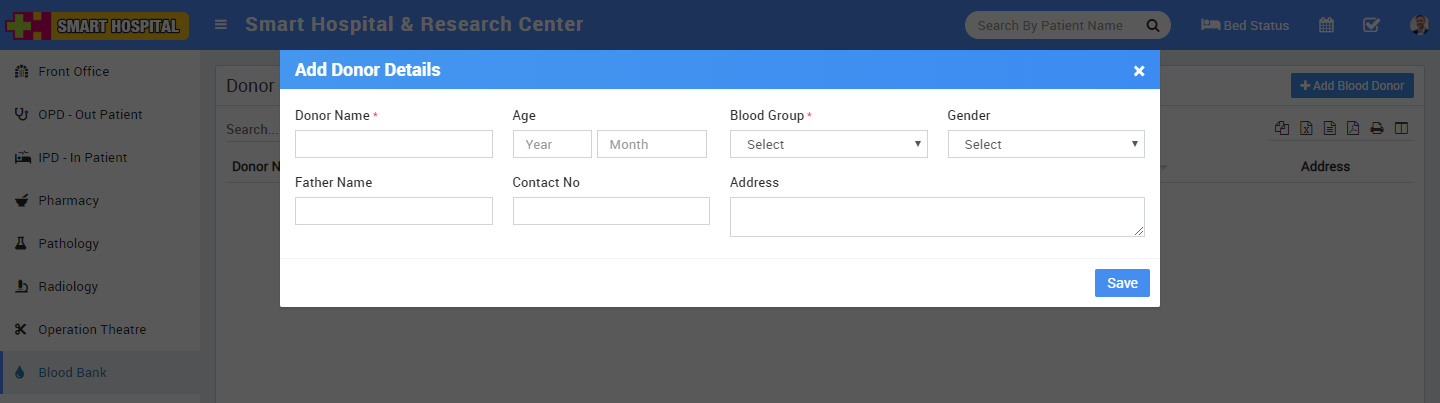 SMART HOSPITAL
Smart Hospital & Research Center
Search By Patient Name
Bed Status
Front Office
OPD - Out Patient
IPD - In Patient
Pharmacy
Pathology
Radiology
Operation Theatre
Blood Bank
Donor
+ Add Blood Donor
Search...
Donor N
Address
Add Donor Details
×
Donor Name *
Age
Blood Group *
Gender
Year
Month
Select
Select
Father Name
Contact No
Address
Save